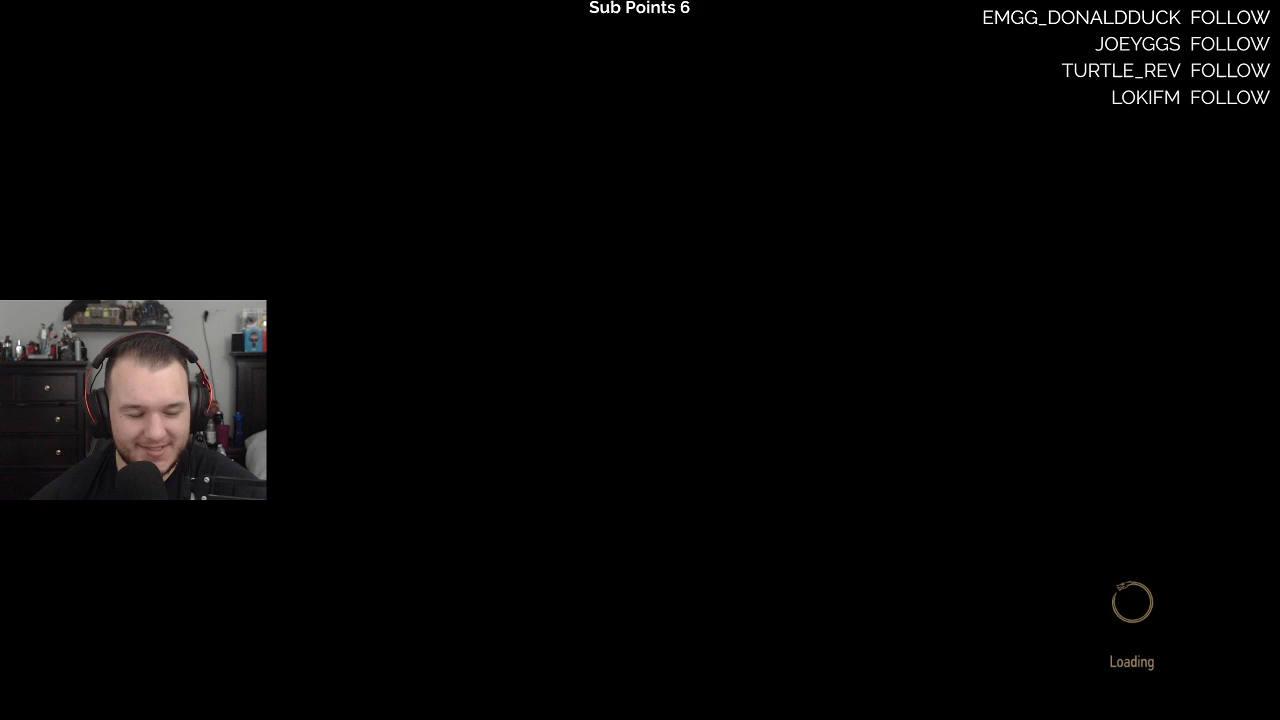 Sub Points 6
EMGG_DONALDDUCK FOLLOW
JOEYGGS FOLLOW
TURTLE_REV FOLLOW
LOKIFM FOLLOW
Loading